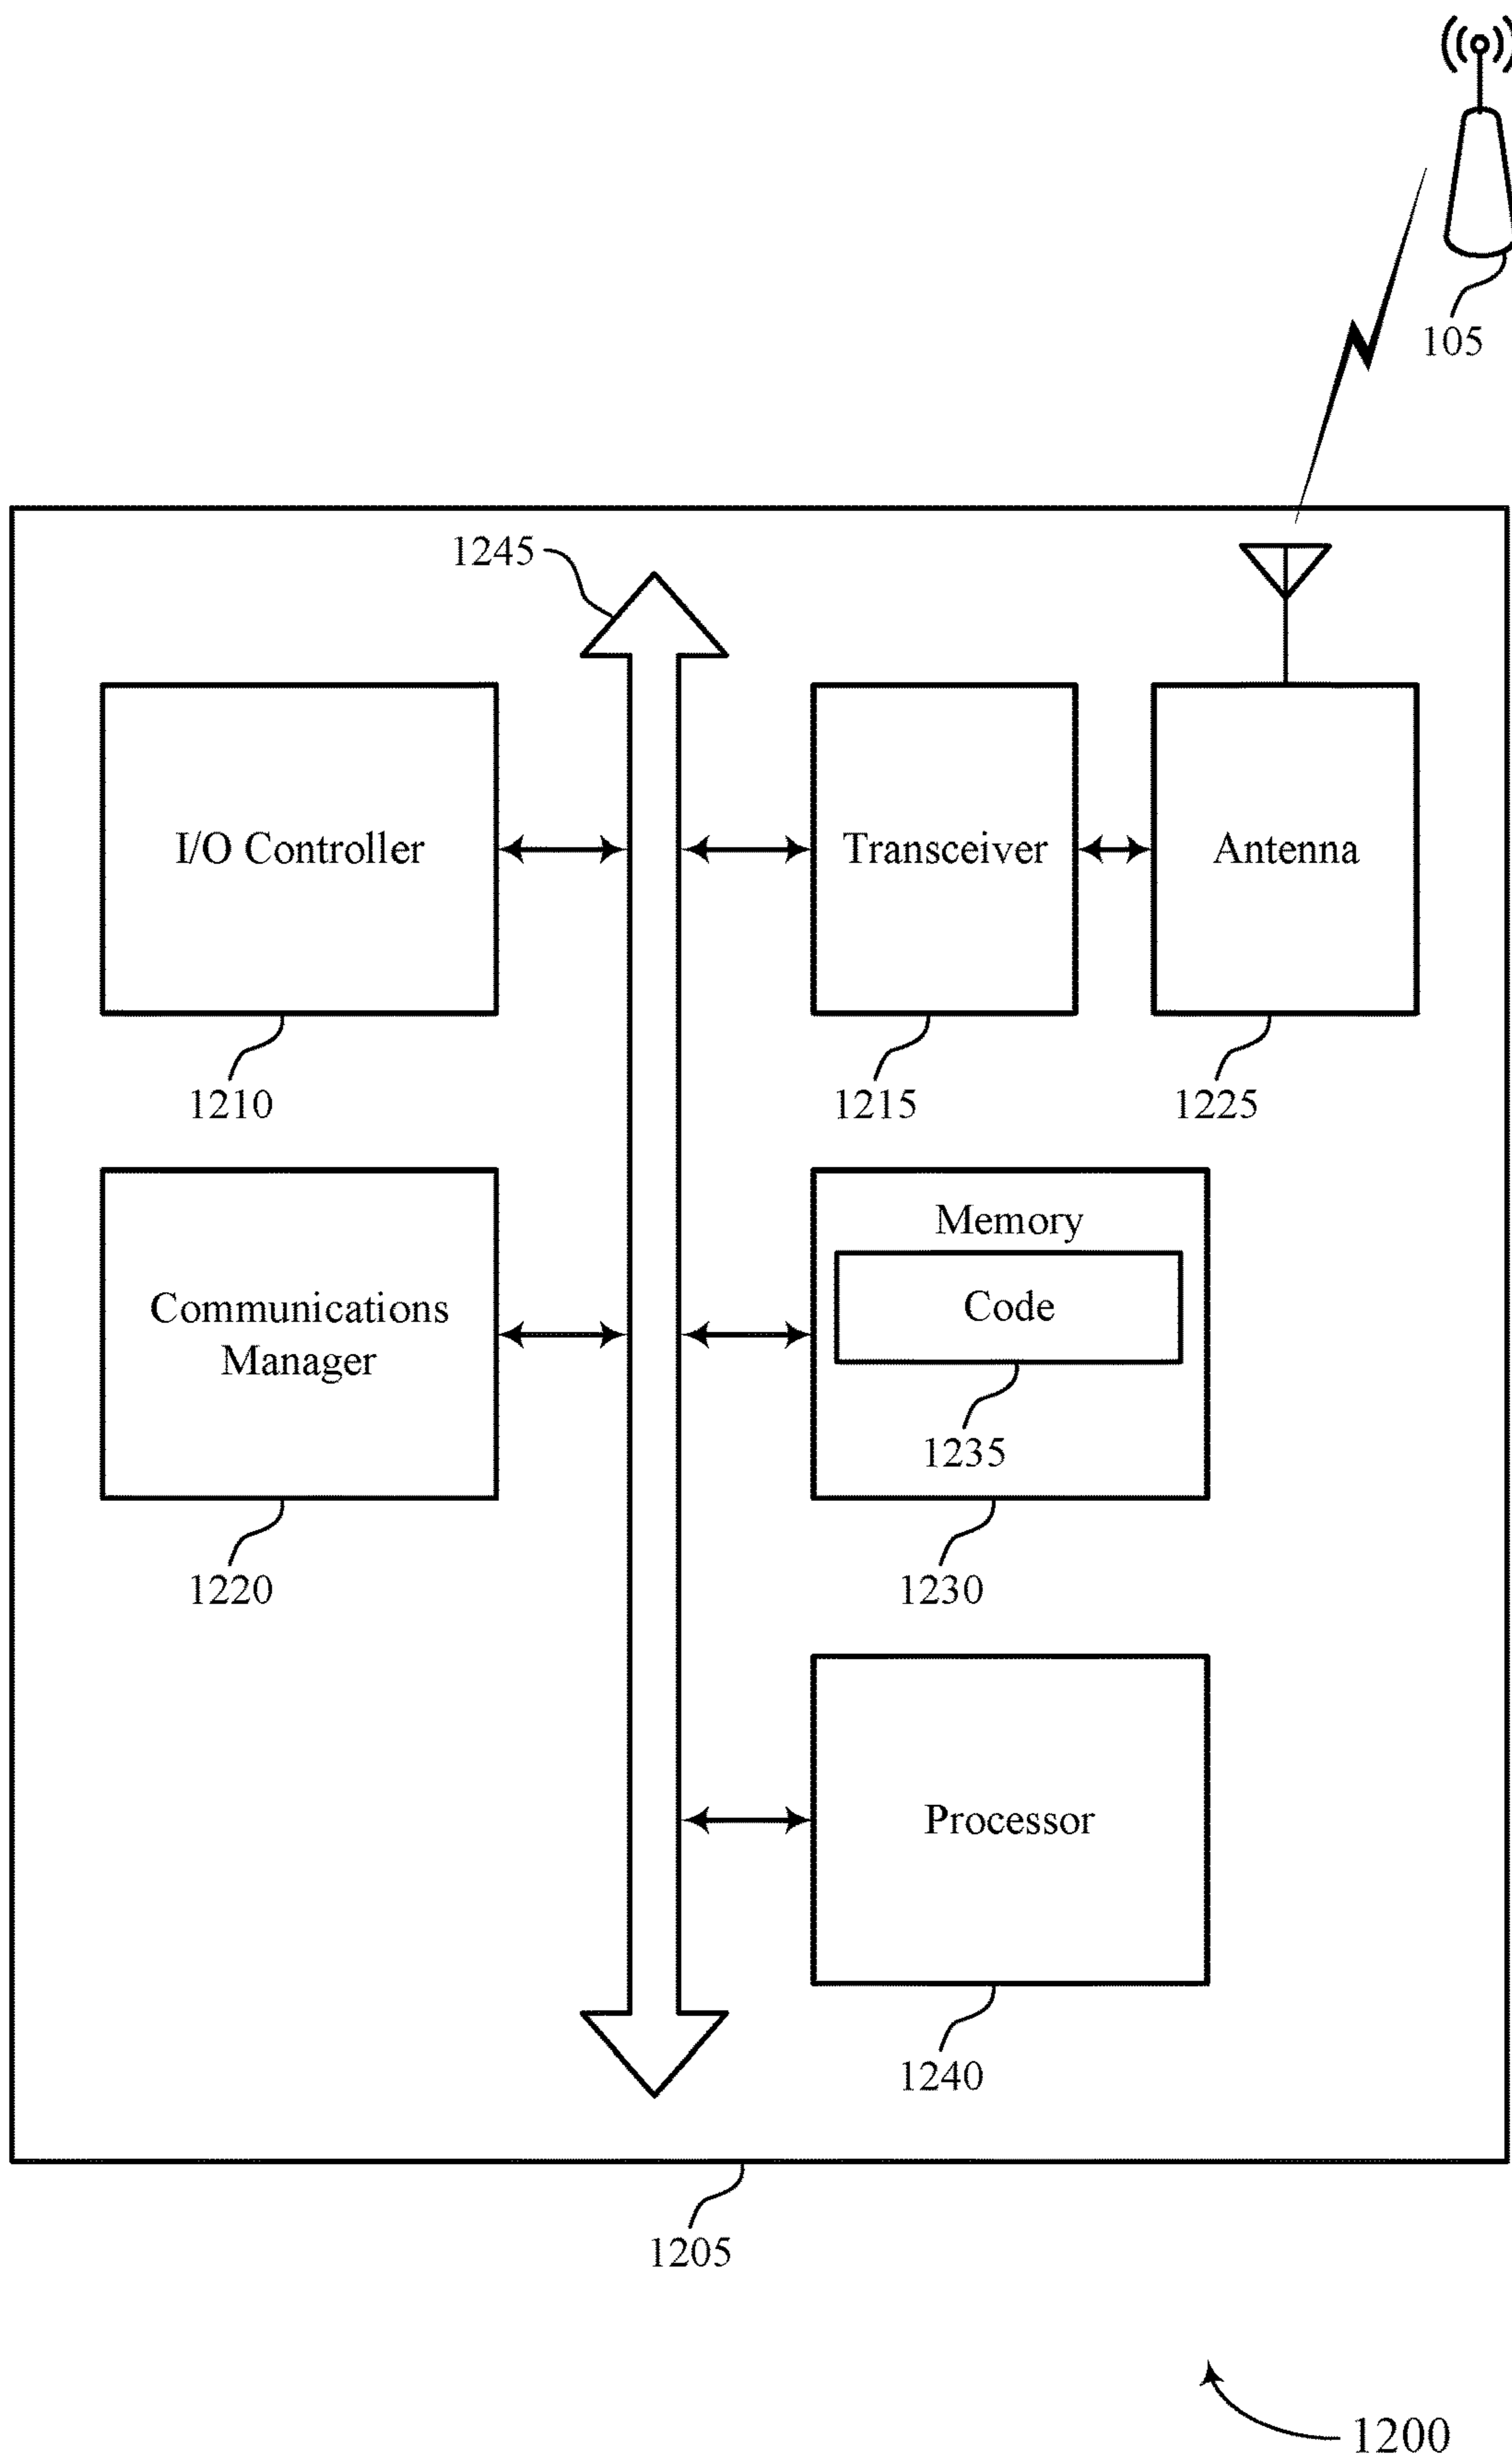 105
1245
I/O Controller
Transceiver
Antenna
1210
1215
1225
Communications
Manager
Memory
Code
1235
1220
1230
Processor
1240
1205
1200